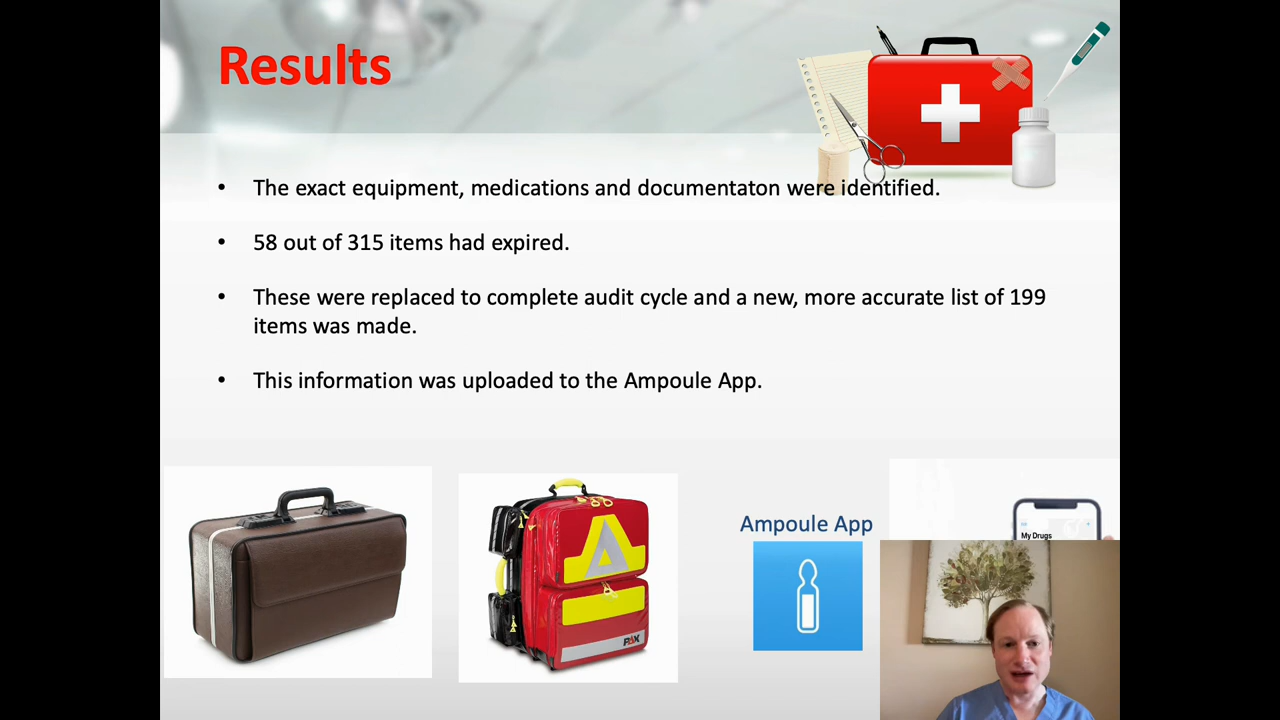 Results
• The exact equipment, medications and documentaton were identified.
• 58 out of 315 items had expired.
• These were replaced to complete audit cycle and a new, more accurate list of 199
items was made.
• This information was uploaded to the Ampoule App.
Ampoule App
My Drugs
PAX